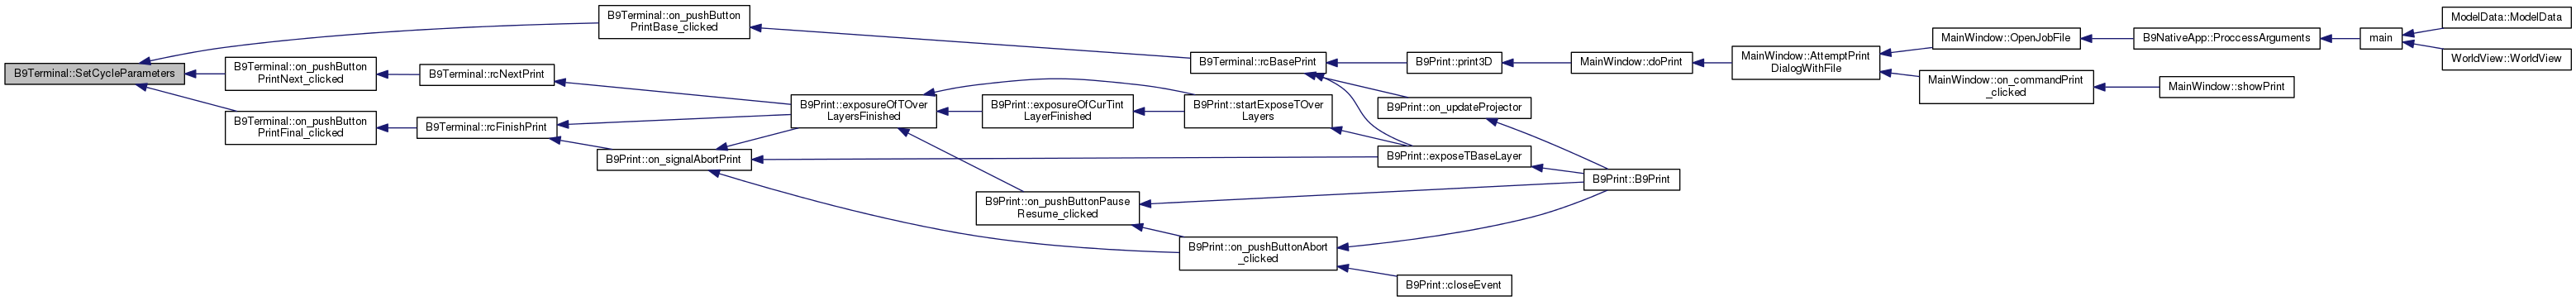 B9Terminal::SetCycleParameters
B9Terminal::on_pushButton
PrintBase_clicked
B9Terminal::on_pushButton
PrintNext_clicked
B9Terminal::on_pushButton
PrintFinal_clicked
B9Terminal::rcNextPrint
B9Terminal::rcFinishPrint
B9Print::on_signalAbortPrint
B9Print::exposureOfTOver
LayersFinished
B9Print::exposureOfCurTint
LayerFinished
B9Print::on_pushButtonPause
Resume_clicked
B9Terminal::rcBasePrint
B9Print::startExposeTOver
Layers
B9Print::on_pushButtonAbort
_clicked
B9Print::print3D
B9Print::on_updateProjector
B9Print::exposeTBaseLayer
B9Print::closeEvent
MainWindow::doPrint
B9Print::B9Print
MainWindow::AttemptPrint
DialogWithFile
MainWindow::OpenJobFile
MainWindow::on_commandPrint
_clicked
B9NativeApp::ProccessArguments
MainWindow::showPrint
main
ModelData::ModelData
WorldView::WorldView